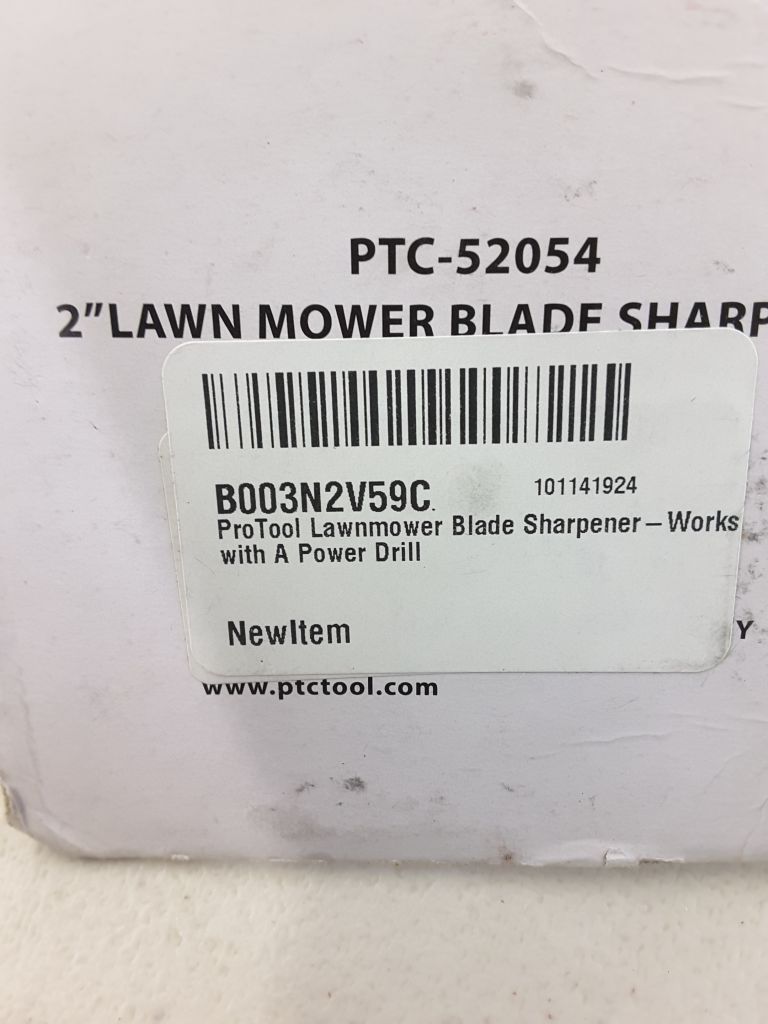 PTC-52054
2"LAWN MOWER BLADE SHARP
B003N2V59C.
101141924
ProTool Lawnmower Blade Sharpener–Works
with A Power Drill
NewItem
Y
www.ptctool.com